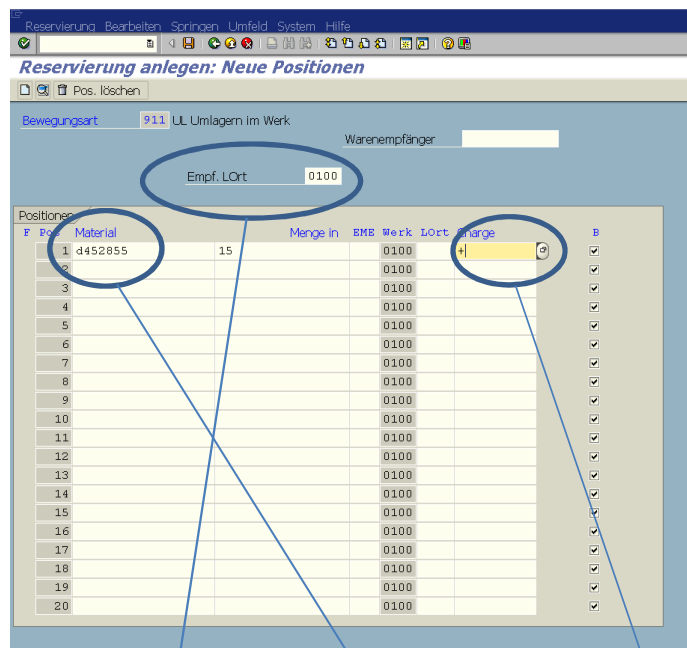 Reservierung Bearbeiten Springen Umfeld System Hilfe
Reservierung anlegen: Neue Positionen
Pos. löschen
Bewegungsart 911 UL Umlagern im Werk
Warenempfänger
Empf. LOrt 0100
Positionen
F Pos Material Menge in EME Werk LOrt Charge B
1 d452855 15 0100 +
2 0100
3 0100
4 0100
5 0100
6 0100
7 0100
8 0100
9 0100
10 0100
11 0100
12 0100
13 0100
14 0100
15 0100
16 0100
17 0100
18 0100
19 0100
20 0100